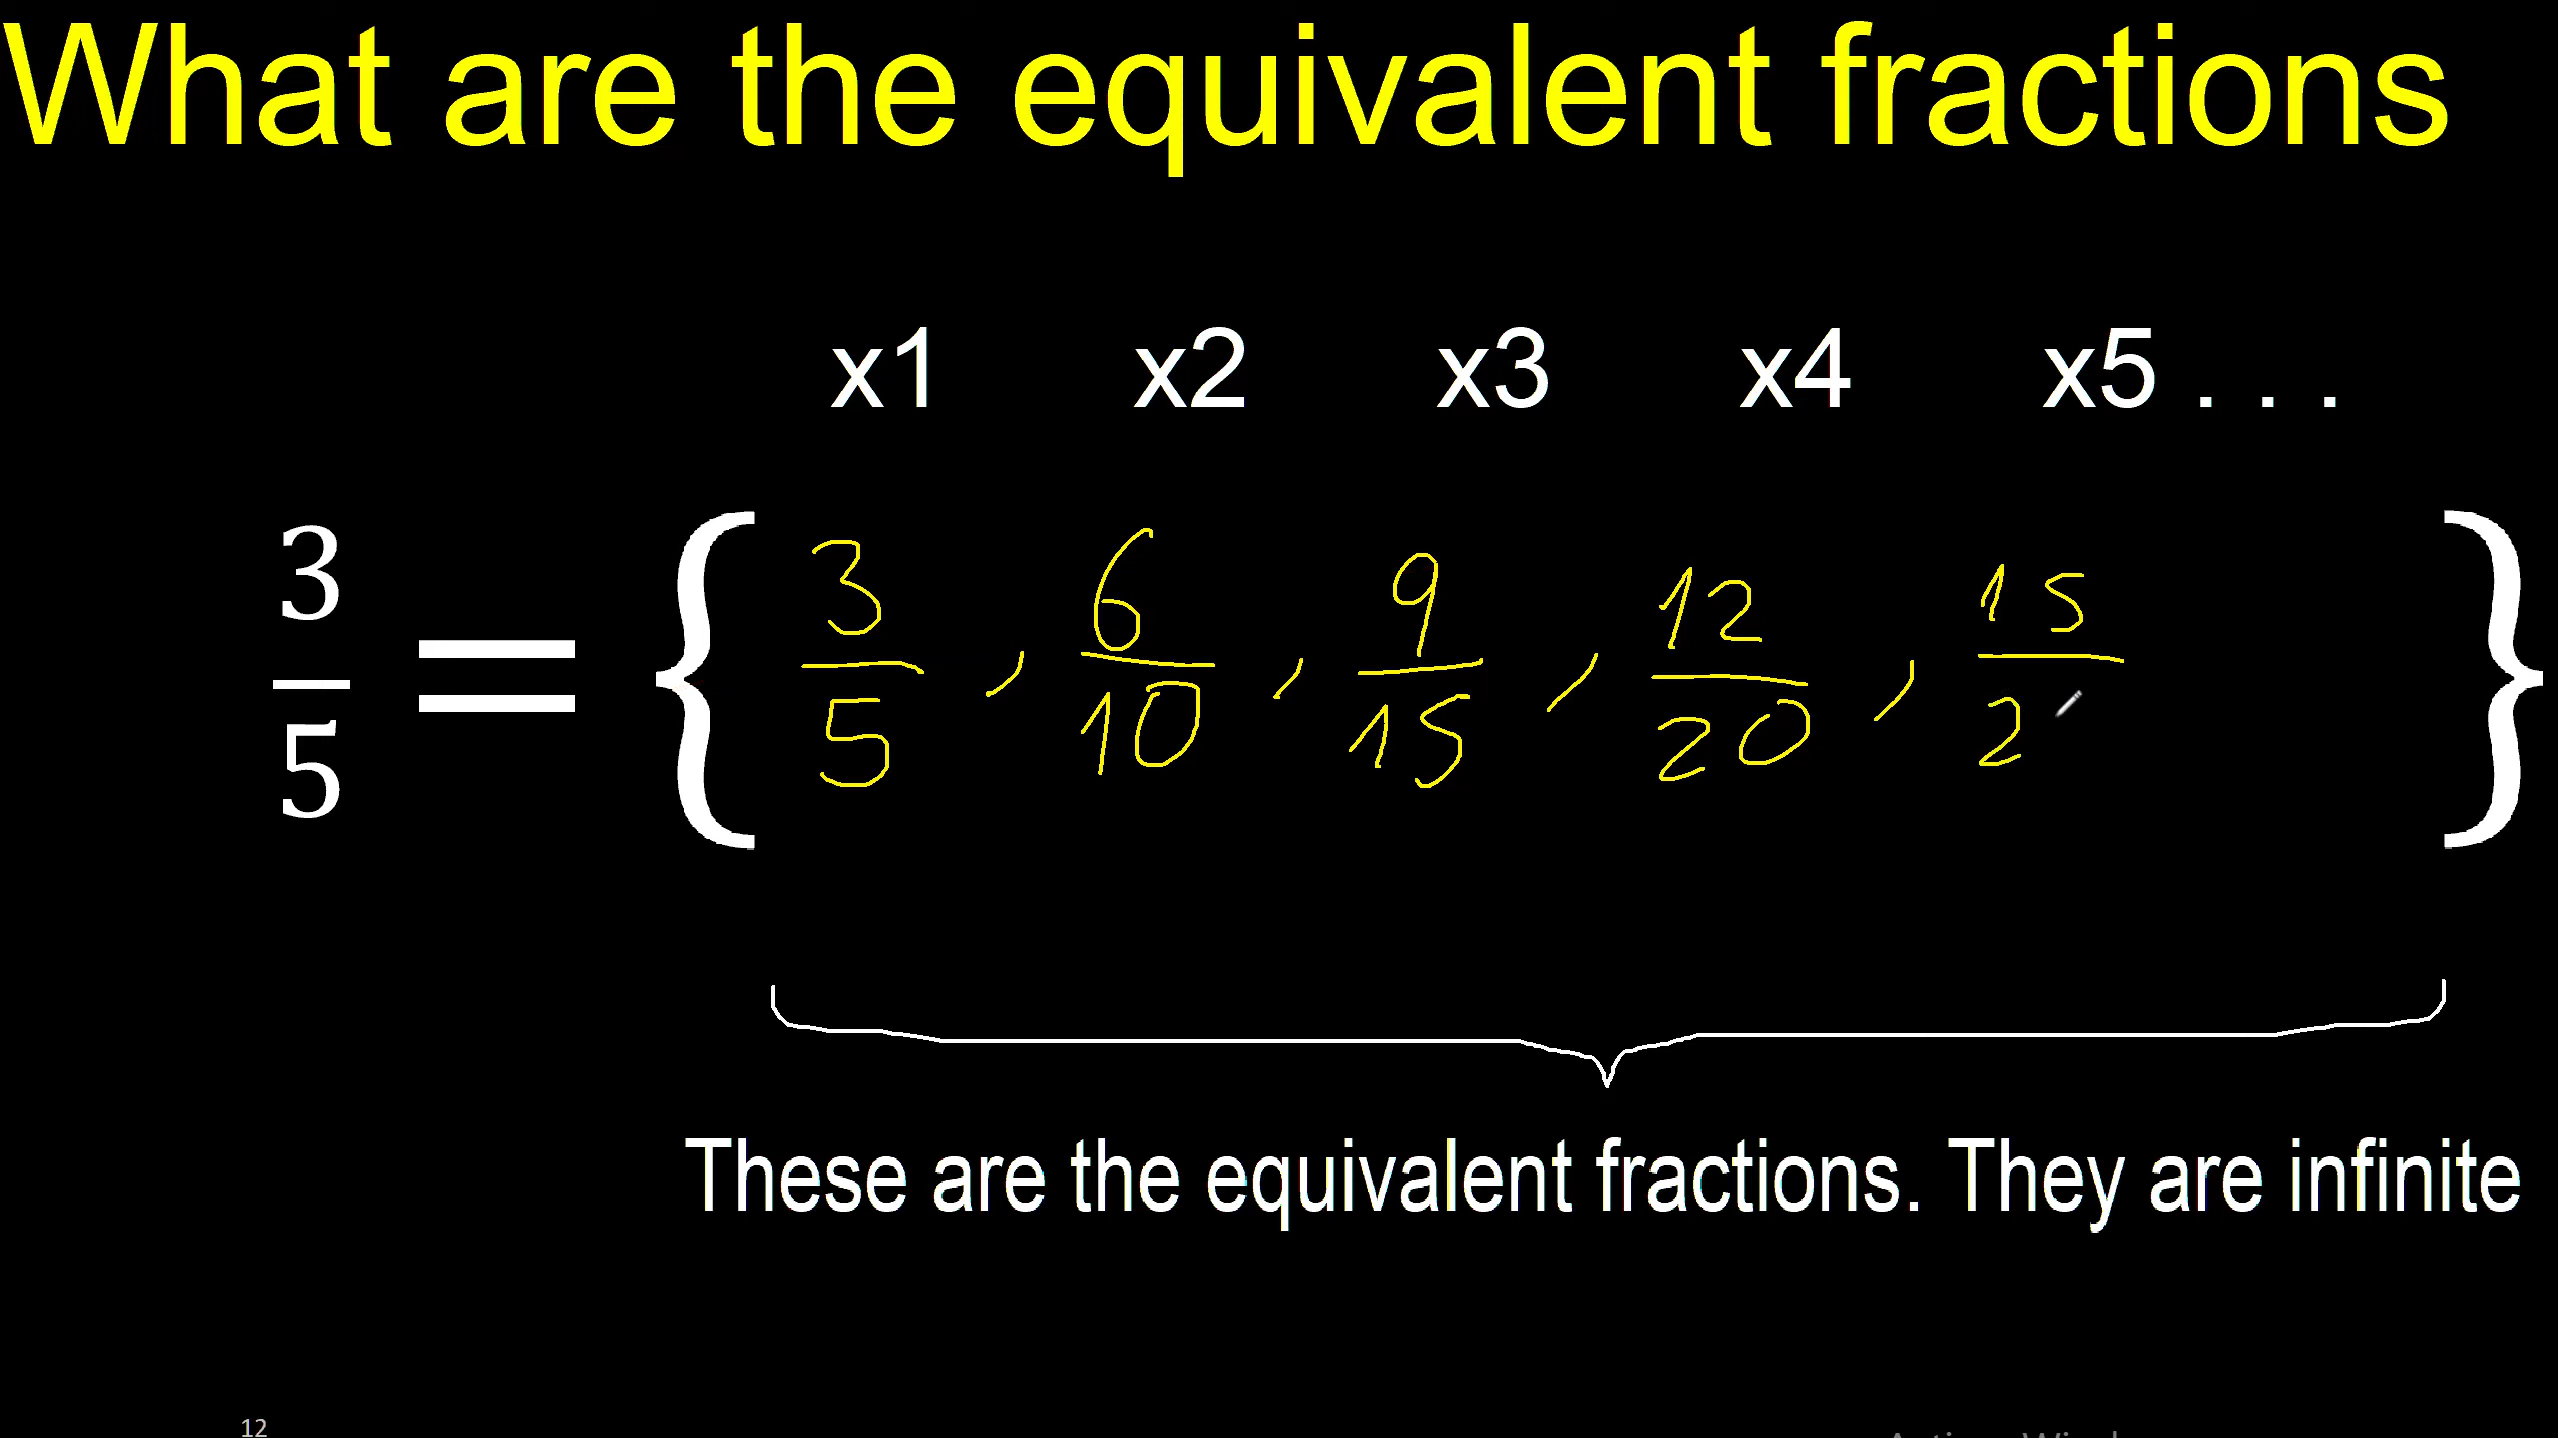 What are the equivalent fractions
x1 x2 x3 x4 x5 . . .
3/5 = { 3/5 , 6/10 , 9/15 , 12/20 , 15/2 }
These are the equivalent fractions. They are infinite
12